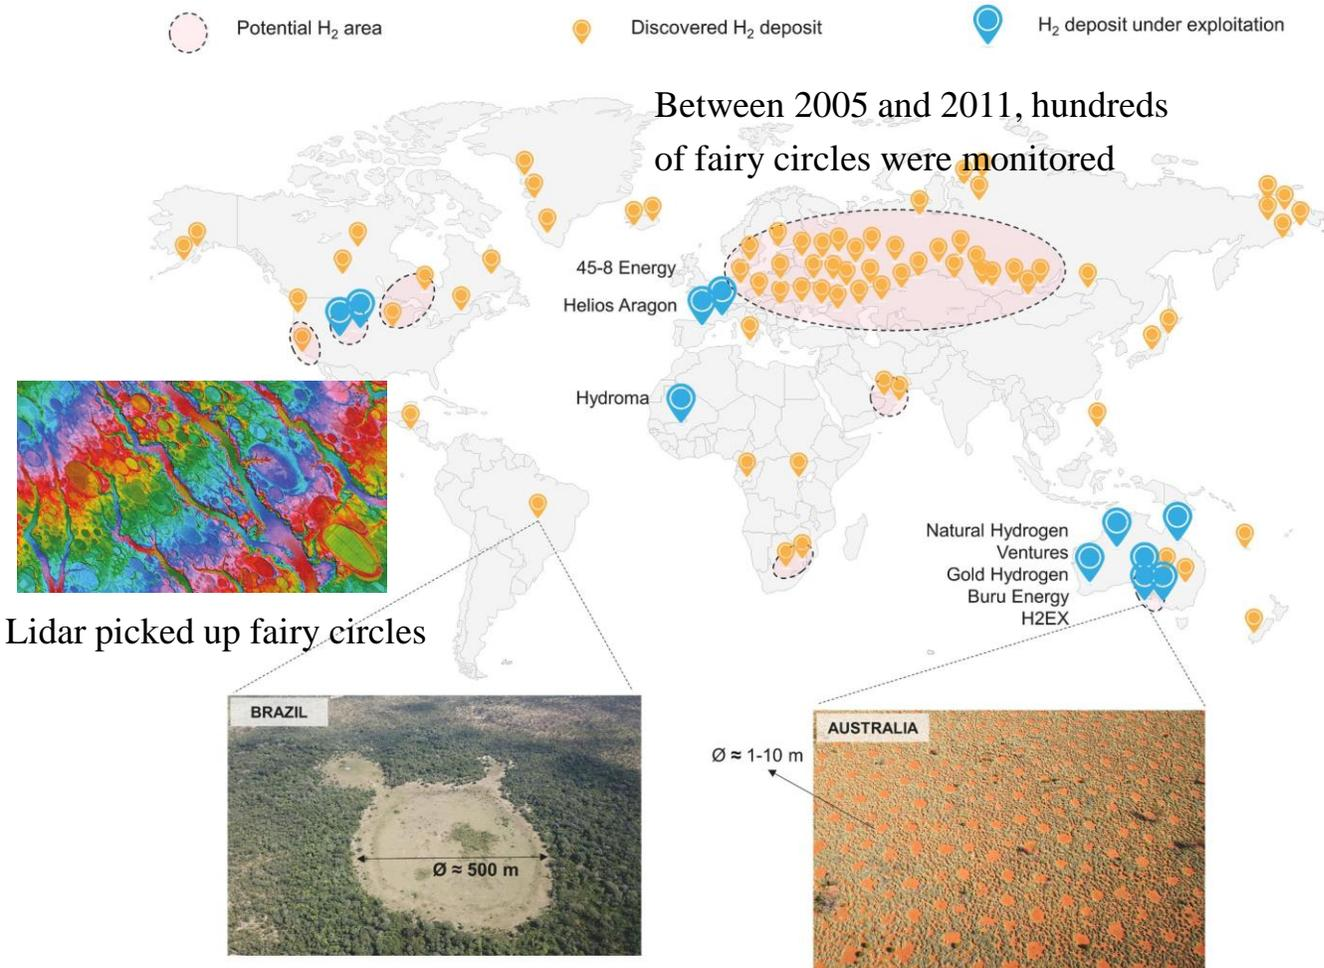 Potential H₂ area
Discovered H₂ deposit
H₂ deposit under exploitation
Between 2005 and 2011, hundreds
of fairy circles were monitored
45-8 Energy
Helios Aragon
Hydroma
Natural Hydrogen
Ventures
Gold Hydrogen
Buru Energy
H2EX
Lidar picked up fairy circles
BRAZIL
Ø ≈ 500 m
AUSTRALIA
Ø ≈ 1-10 m